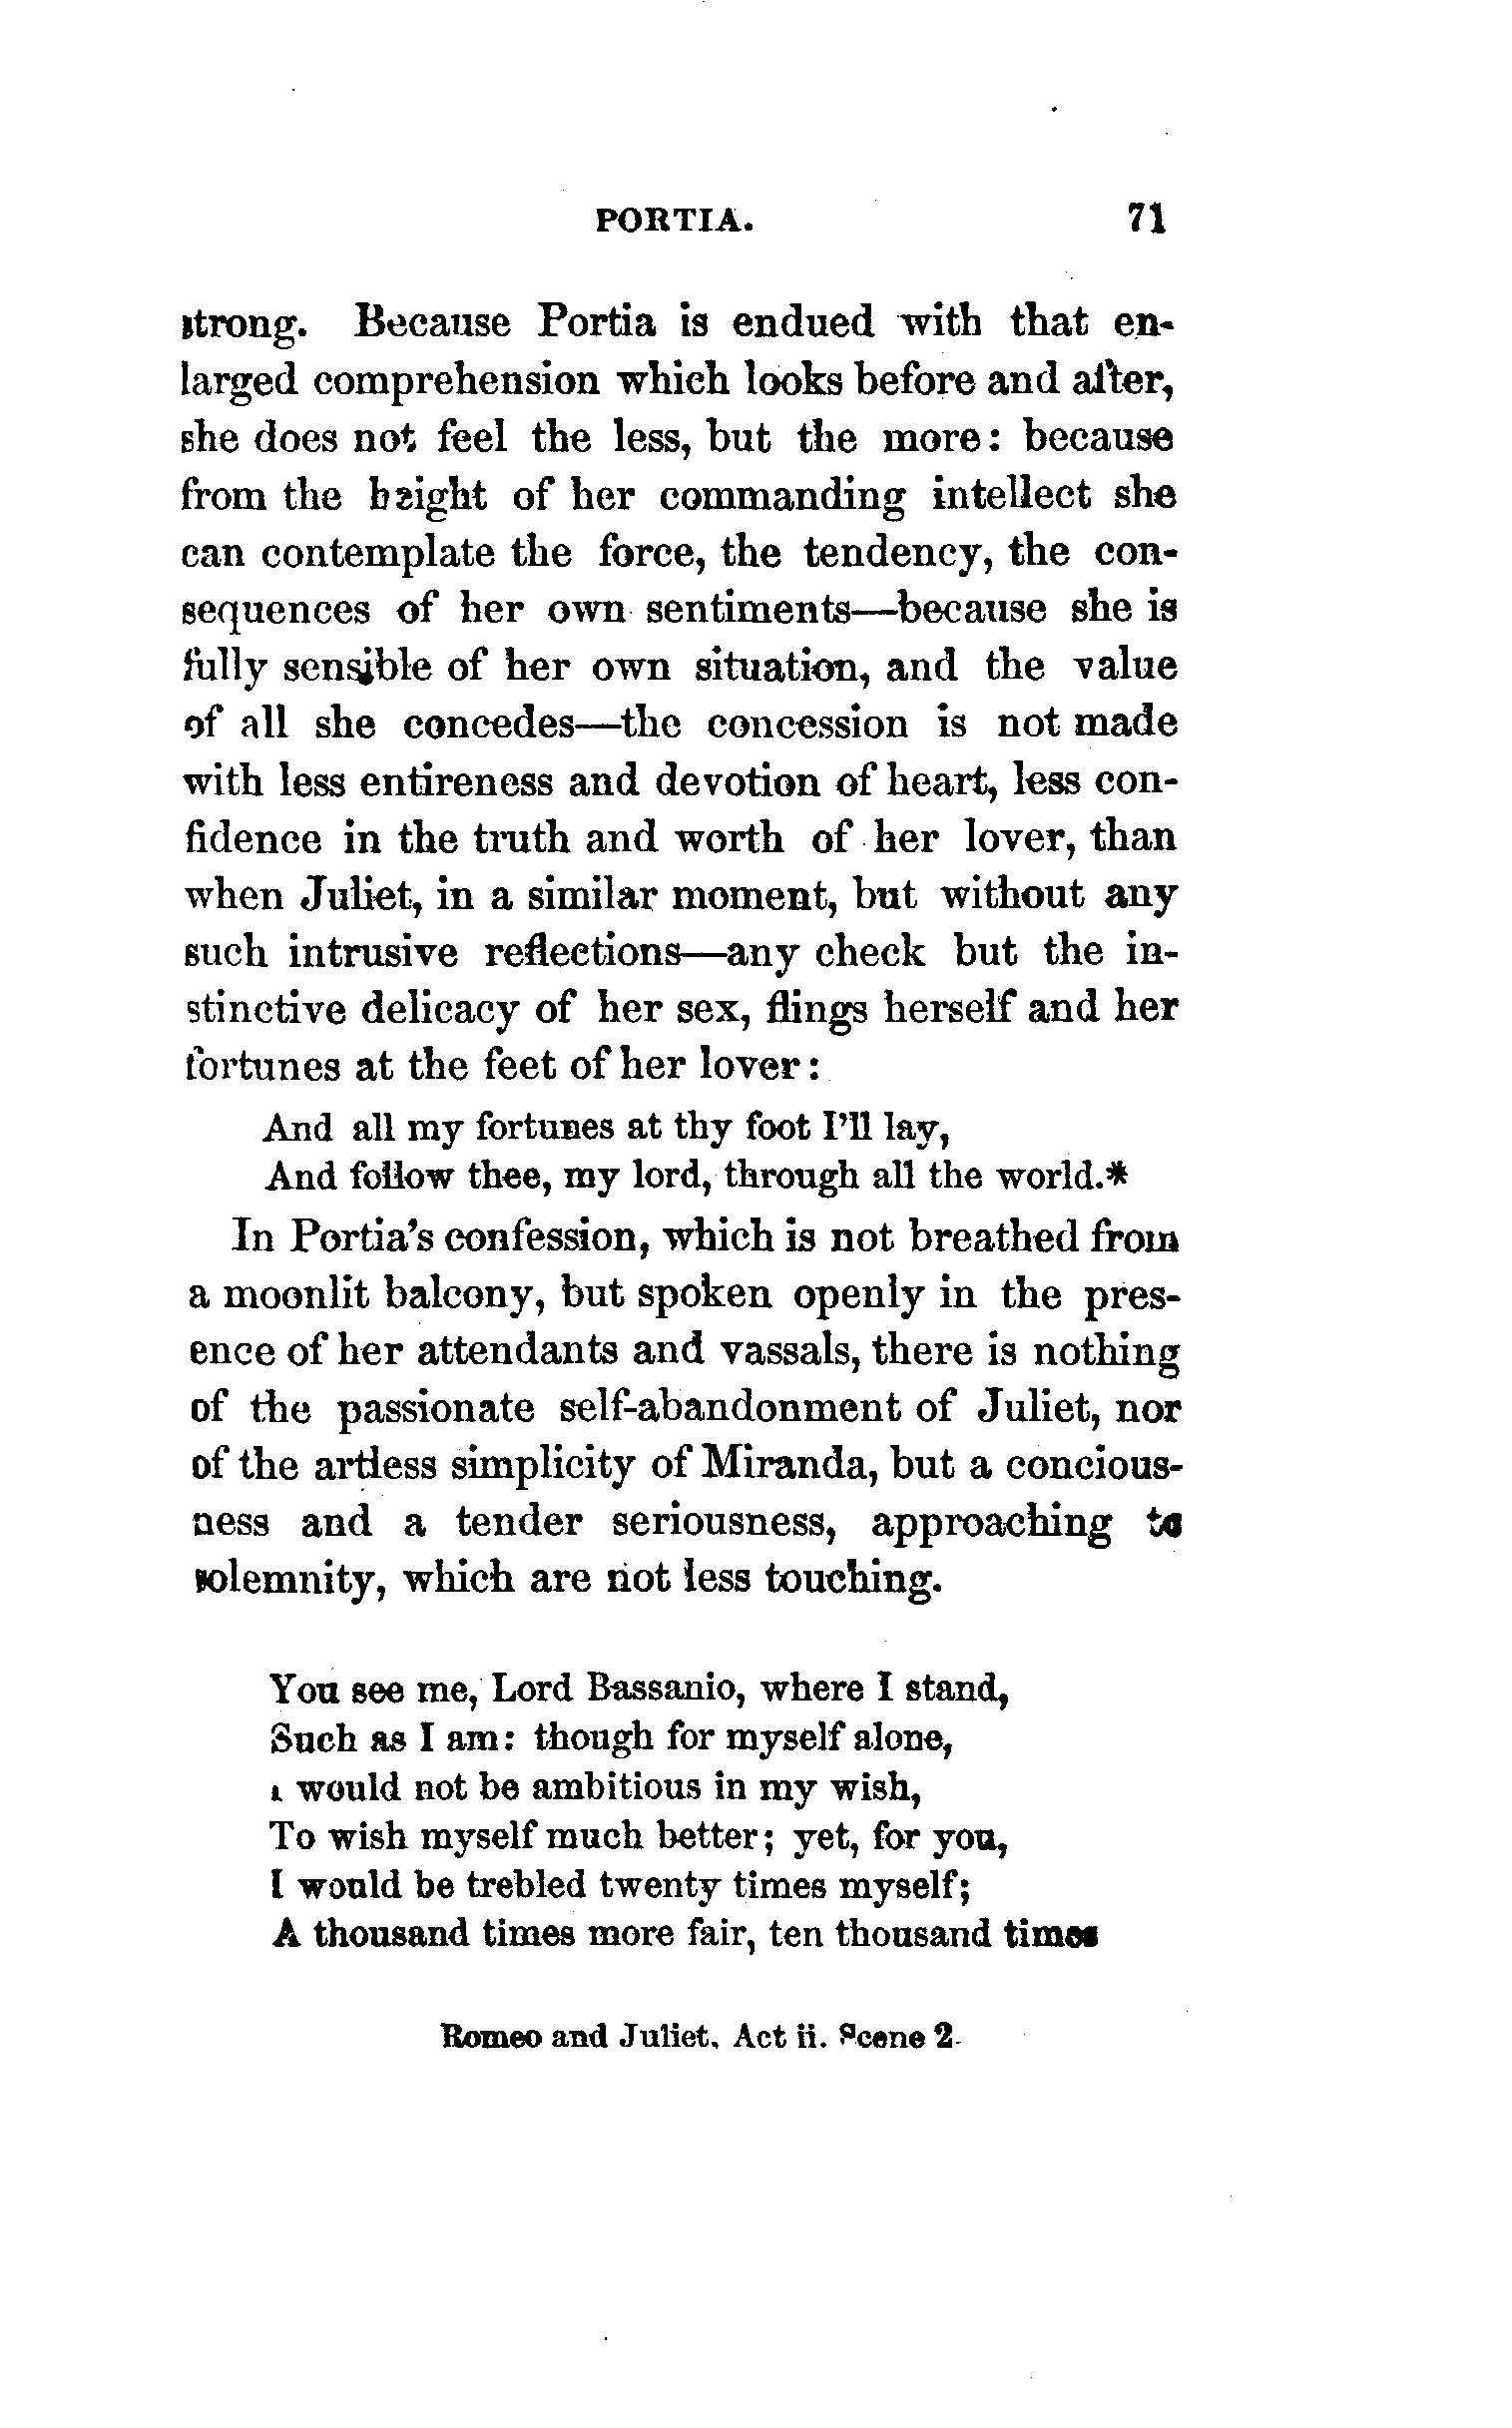 PORTIA. 71
strong. Because Portia is endued with that en-
larged comprehension which looks before and after,
she does not feel the less, but the more: because
from the height of her commanding intellect she
can contemplate the force, the tendency, the con-
sequences of her own sentiments—because she is
fully sensible of her own situation, and the value
of all she concedes—the concession is not made
with less entireness and devotion of heart, less con-
fidence in the truth and worth of her lover, than
when Juliet, in a similar moment, but without any
such intrusive reflections—any check but the in-
stinctive delicacy of her sex, flings herself and her
fortunes at the feet of her lover:
And all my fortunes at thy foot I'll lay,
And follow thee, my lord, through all the world.*
In Portia's confession, which is not breathed from
a moonlit balcony, but spoken openly in the pres-
ence of her attendants and vassals, there is nothing
of the passionate self-abandonment of Juliet, nor
of the artless simplicity of Miranda, but a concious-
ness and a tender seriousness, approaching to
solemnity, which are not less touching.
You see me, Lord Bassanio, where I stand,
Such as I am: though for myself alone,
I would not be ambitious in my wish,
To wish myself much better; yet, for you,
I would be trebled twenty times myself;
A thousand times more fair, ten thousand times
Romeo and Juliet, Act ii. Scene 2.